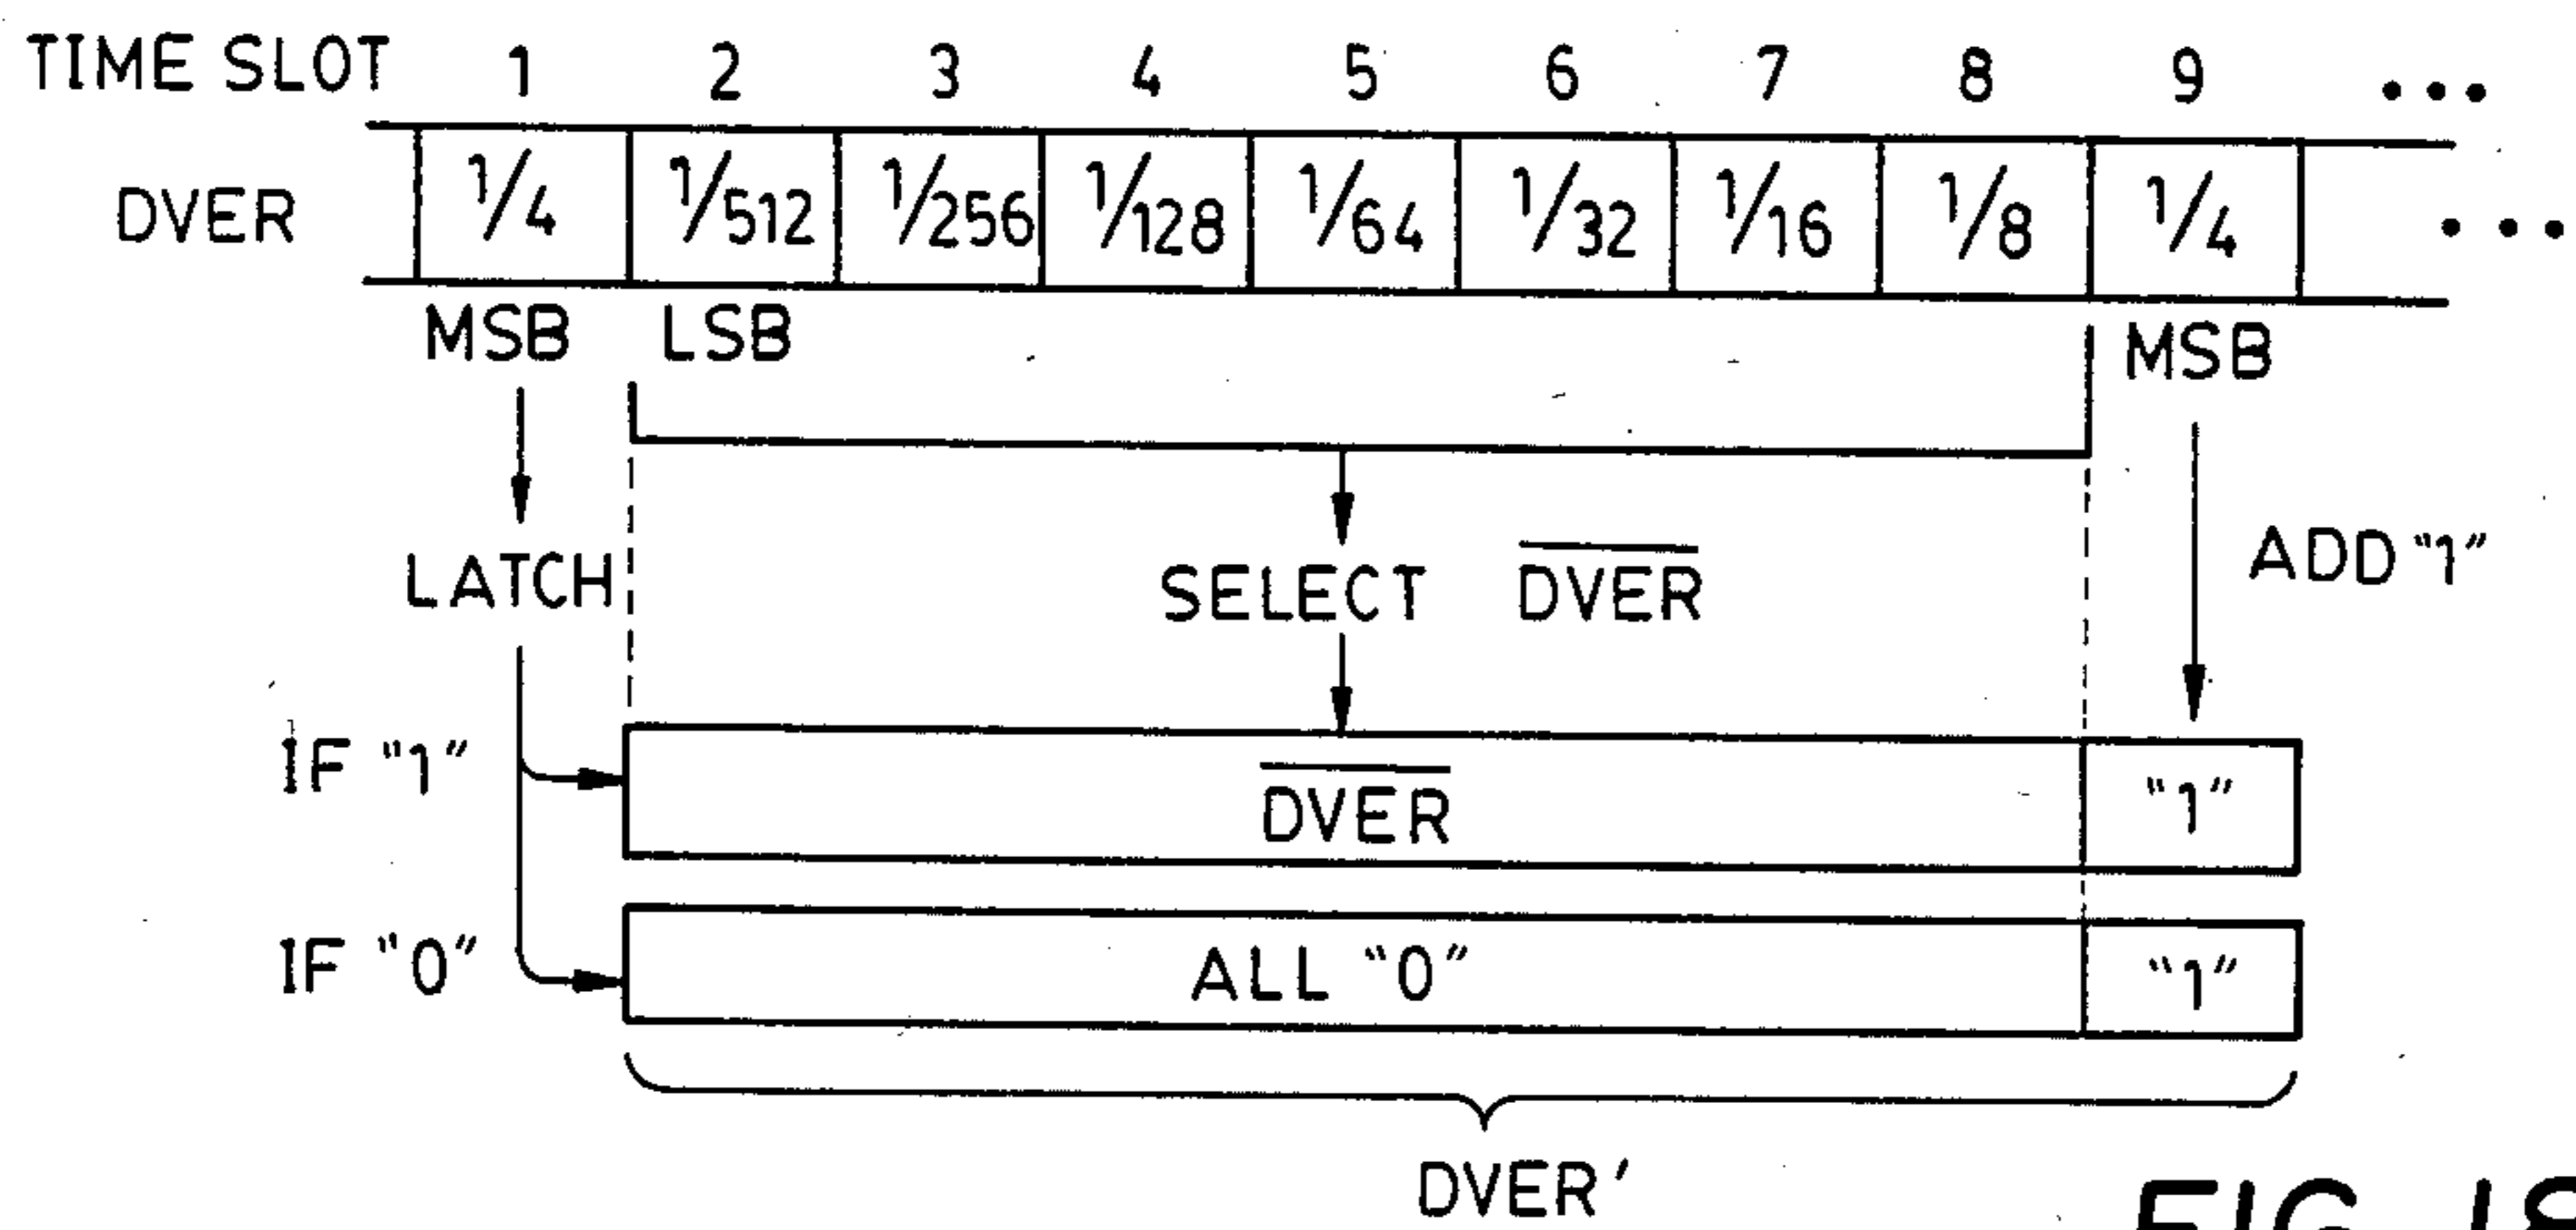 TIME SLOT 1 2 3 4 5 6 7 8 9 ...
DVER 1/4 1/512 1/256 1/128 1/64 1/32 1/16 1/8 1/4 ...
MSB LSB MSB
LATCH SELECT D̅V̅E̅R̅ ADD "1"
IF "1" D̅V̅E̅R̅ "1"
IF "0" ALL "0" "1"
DVER'
FIG. 18